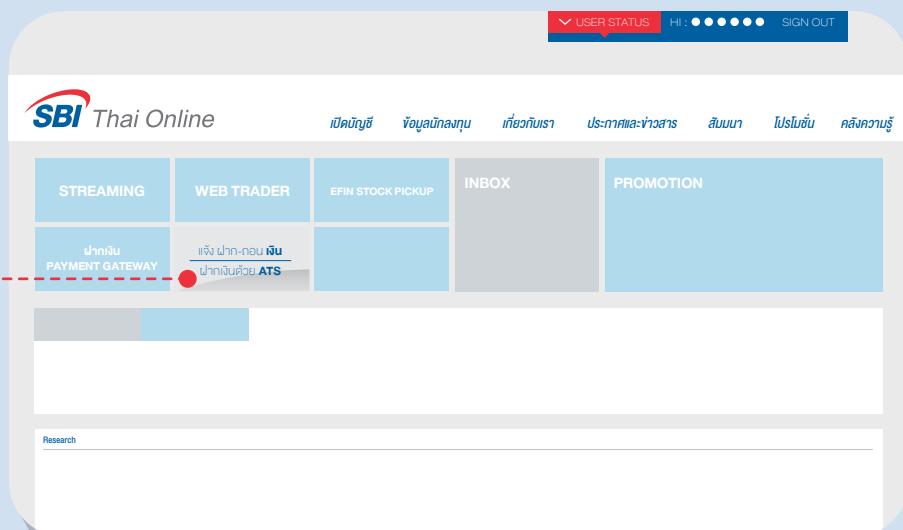 USER STATUS HI : SIGN OUT
SBI Thai Online
เปิดบัญชี ข้อมูลนักลงทุน เกี่ยวกับเรา ประกาศและข่าวสาร สัมมนา โปรโมชั่น คลังความรู้
STREAMING WEB TRADER EFIN STOCK PICKUP INBOX PROMOTION
ฝากเงิน
PAYMENT GATEWAY
แจ้ง ฝาก-ถอน เงิน
ฝากเงินด้วย ATS
Research